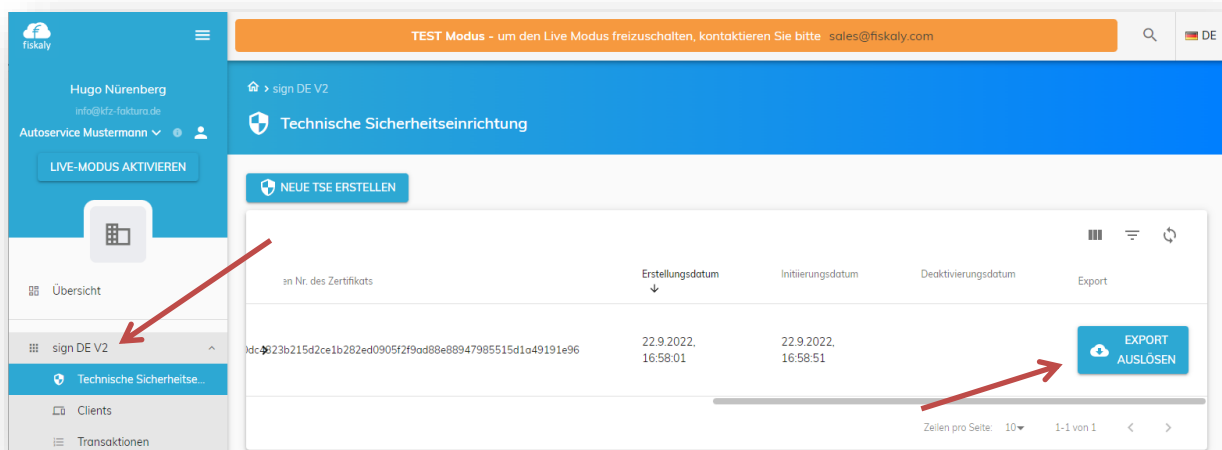 fiskaly
TEST Modus - um den Live Modus freizuschalten, kontaktieren Sie bitte sales@fiskaly.com
DE
Hugo Nürenberg
info@kfz-faktura.de
Autoservice Mustermann
LIVE-MODUS AKTIVIEREN
Übersicht
sign DE V2
Technische Sicherheitse...
Clients
Transaktionen
> sign DE V2
Technische Sicherheitseinrichtung
NEUE TSE ERSTELLEN
en Nr. des Zertifikats
Erstellungsdatum
Initiierungsdatum
Deaktivierungsdatum
Export
823b215d2ce1b282ed0905f2f9ad88e88947985515d1a49191e96
22.9.2022,
16:58:01
22.9.2022,
16:58:51
EXPORT
AUSLÖSEN
Zeilen pro Seite: 10
1-1 von 1